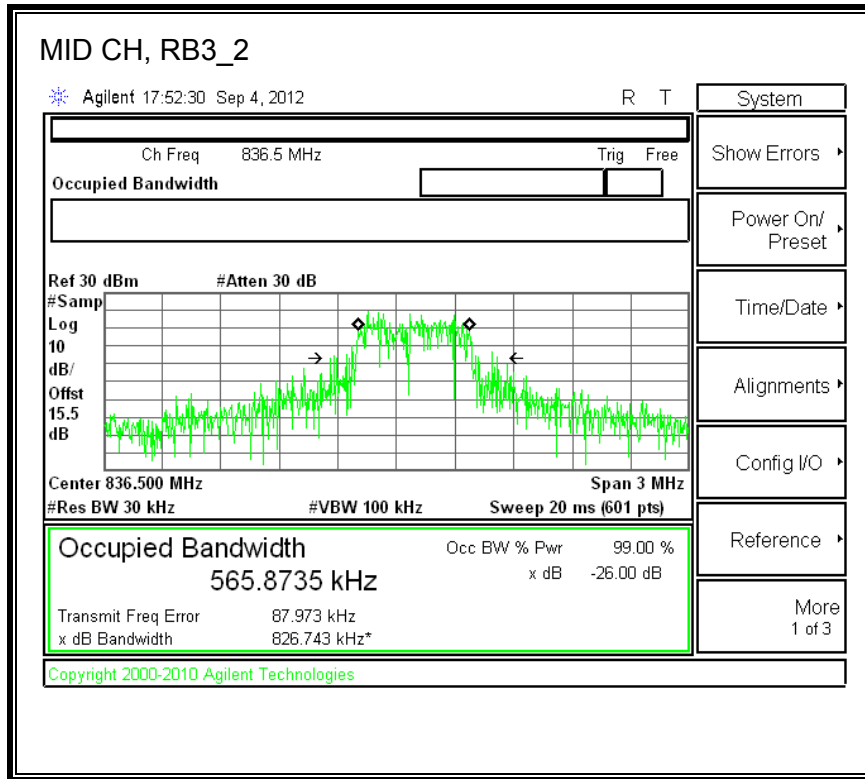 MID CH, RB3_2
Agilent 17:52:30 Sep 4, 2012 R T
System
Ch Freq 836.5 MHz Trig Free
Occupied Bandwidth
Show Errors
Power On/
Preset
Time/Date
Alignments
Config I/O
Reference
More
1 of 3
Ref 30 dBm #Atten 30 dB
#Samp
Log
10
dB/
Offst
15.5
dB
Center 836.500 MHz Span 3 MHz
#Res BW 30 kHz #VBW 100 kHz Sweep 20 ms (601 pts)
Occupied Bandwidth Occ BW % Pwr 99.00 %
565.8735 kHz x dB -26.00 dB
Transmit Freq Error 87.973 kHz
x dB Bandwidth 826.743 kHz*
Copyright 2000-2010 Agilent Technologies